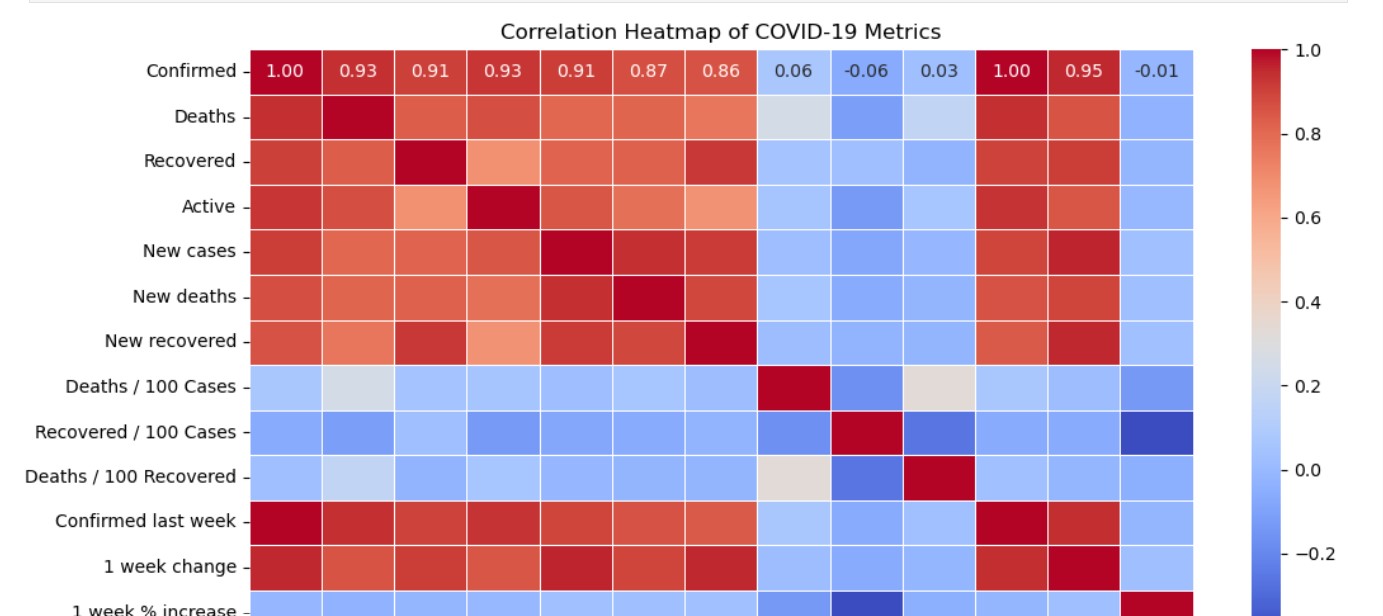 Correlation Heatmap of COVID-19 Metrics
Confirmed 1.00 0.93 0.91 0.93 0.91 0.87 0.86 0.06 -0.06 0.03 1.00 0.95 -0.01
Deaths
Recovered
Active
New cases
New deaths
New recovered
Deaths / 100 Cases
Recovered / 100 Cases
Deaths / 100 Recovered
Confirmed last week
1 week change
1 week % increase
1.0
0.8
0.6
0.4
0.2
0.0
−0.2